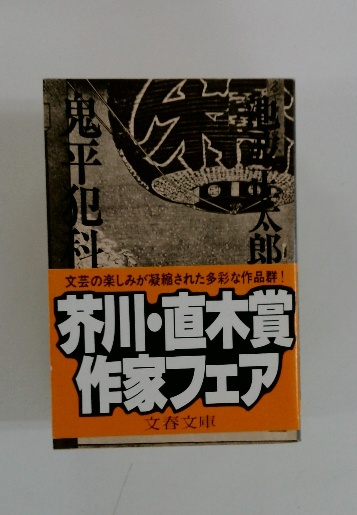 池波正太郎
鬼平犯科
文芸の楽しみが凝縮された多彩な作品群!
芥川・直木賞
作家フェア
文春文庫